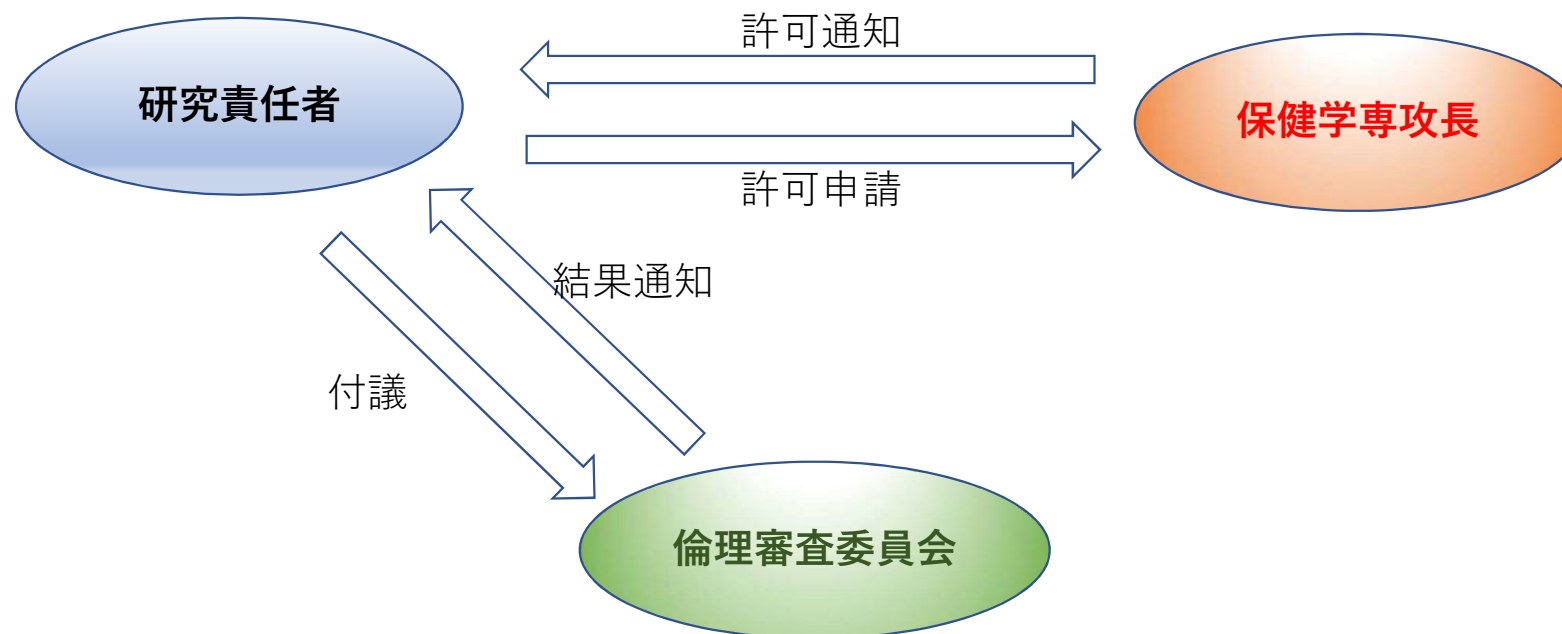 許可通知
研究責任者
保健学専攻長
許可申請
結果通知
付議
倫理審査委員会